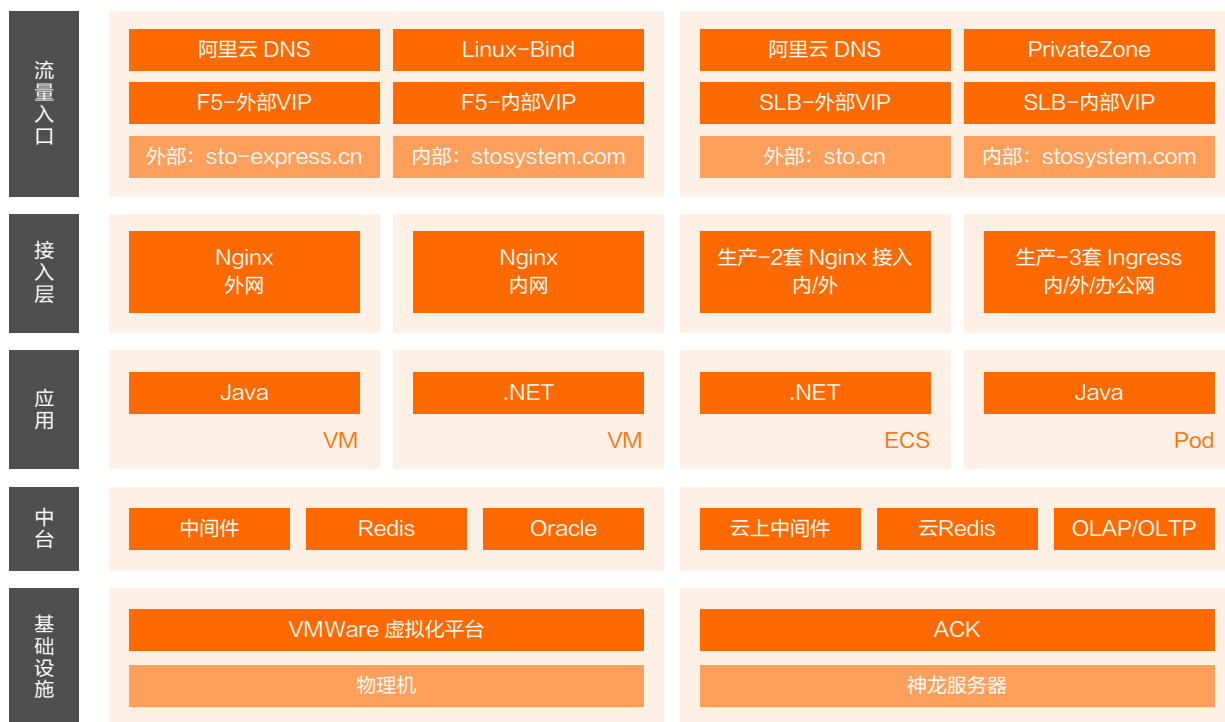 流量入口
阿里云 DNS
Linux-Bind
阿里云 DNS
PrivateZone
F5-外部VIP
F5-内部VIP
SLB-外部VIP
SLB-内部VIP
外部：sto-express.cn
内部：stosystem.com
外部：sto.cn
内部：stosystem.com
接入层
Nginx
外网
Nginx
内网
生产-2套 Nginx 接入
内/外
生产-3套 Ingress
内/外/办公网
应用
Java
VM
.NET
VM
.NET
ECS
Java
Pod
中台
中间件
Redis
Oracle
云上中间件
云Redis
OLAP/OLTP
基础设施
VMWare 虚拟化平台
ACK
物理机
神龙服务器